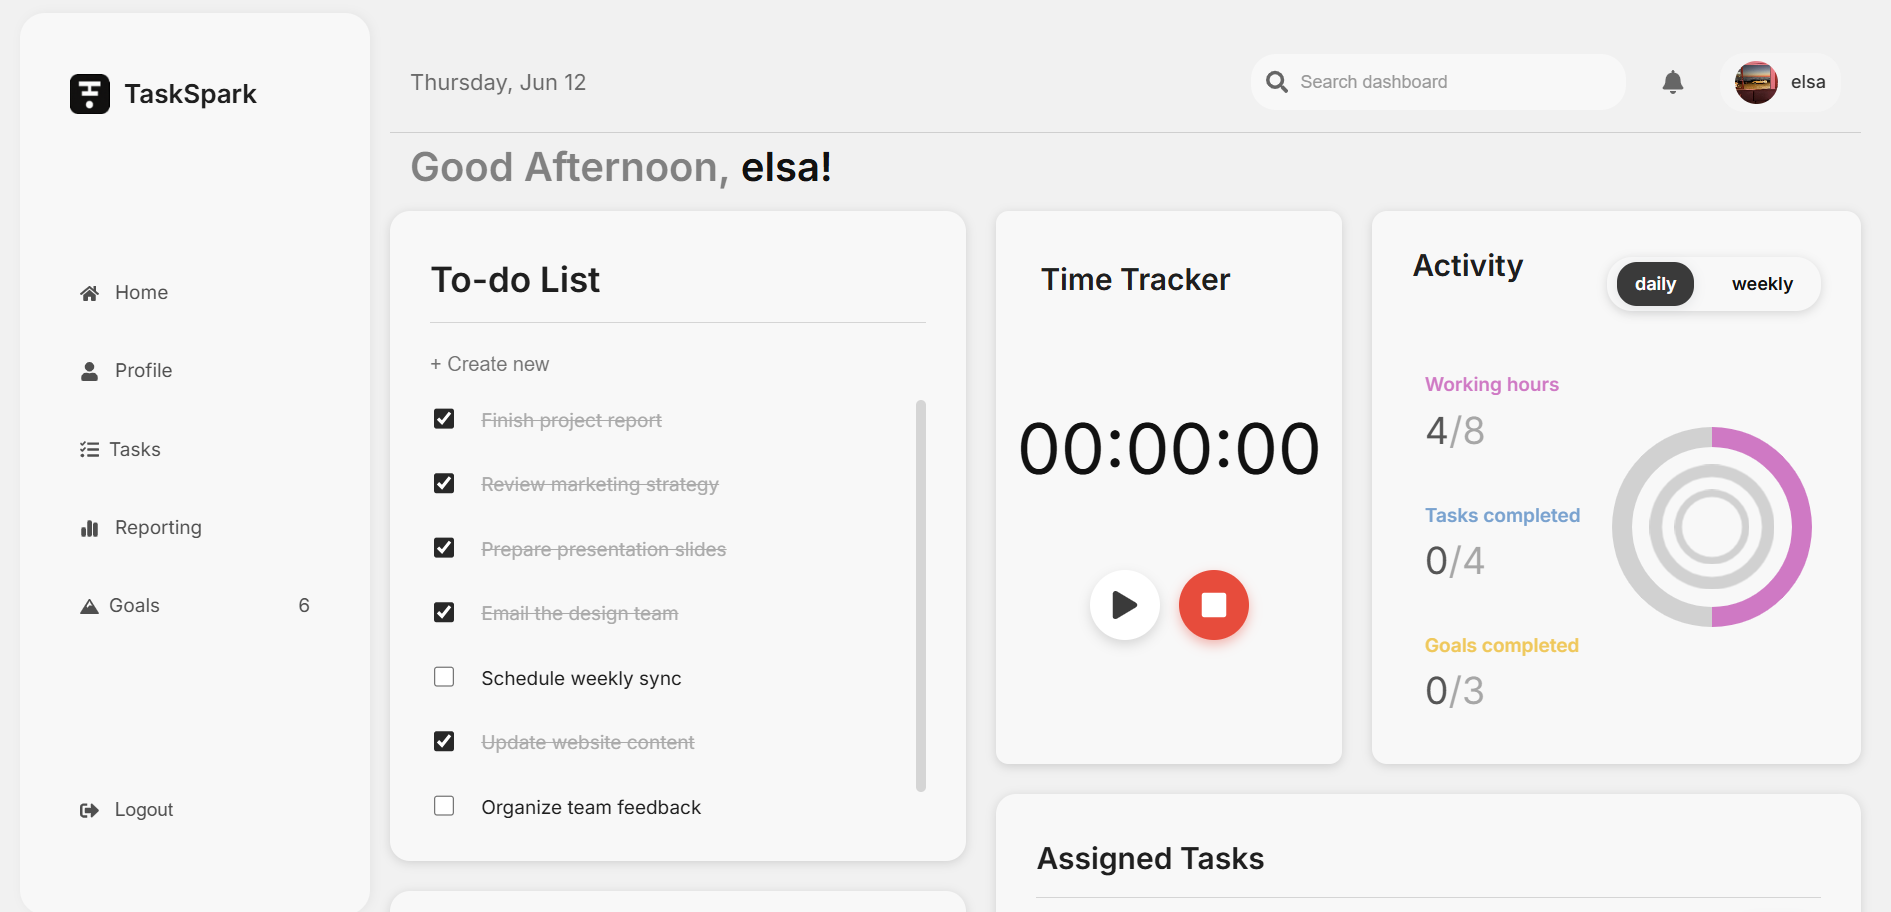 TaskSpark
Home
Profile
Tasks
Reporting
Goals 6
Logout
Thursday, Jun 12
Search dashboard
elsa
Good Afternoon, elsa!
To-do List
+ Create new
Finish project report
Review marketing strategy
Prepare presentation slides
Email the design team
Schedule weekly sync
Update website content
Organize team feedback
Time Tracker
00:00:00
Activity
daily weekly
Working hours
4/8
Tasks completed
0/4
Goals completed
0/3
Assigned Tasks